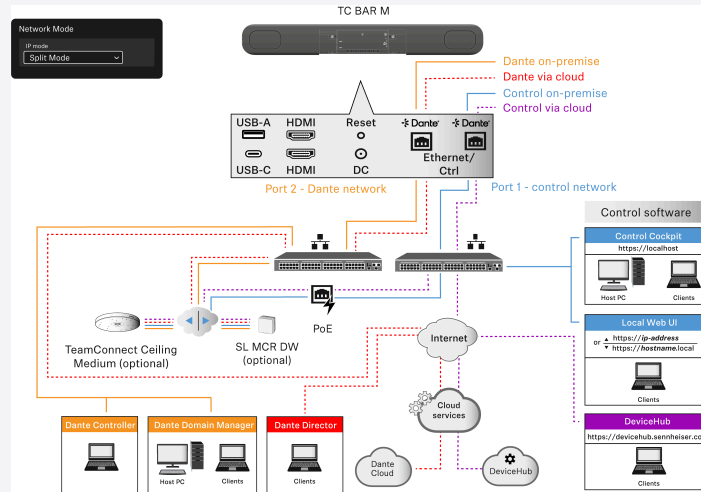 TC BAR M
Network Mode
IP mode
Split Mode
Dante on-premise
Dante via cloud
Control on-premise
Control via cloud
USB-A HDMI Reset Dante Dante
Ethernet/
Ctrl
USB-C HDMI DC
Port 2 - Dante network
Port 1 - control network
Control software
Control Cockpit
https://localhost
Host PC Clients
PoE
TeamConnect Ceiling
Medium (optional)
SL MCR DW
(optional)
Internet
Local Web UI
or https://ip-address
https://hostname.local
Clients
Cloud
services
Dante Controller
Dante Domain Manager
Host PC Clients
Dante Director
Clients
Dante
Cloud
DeviceHub
DeviceHub
https://devicehub.sennheiser.co
Clients